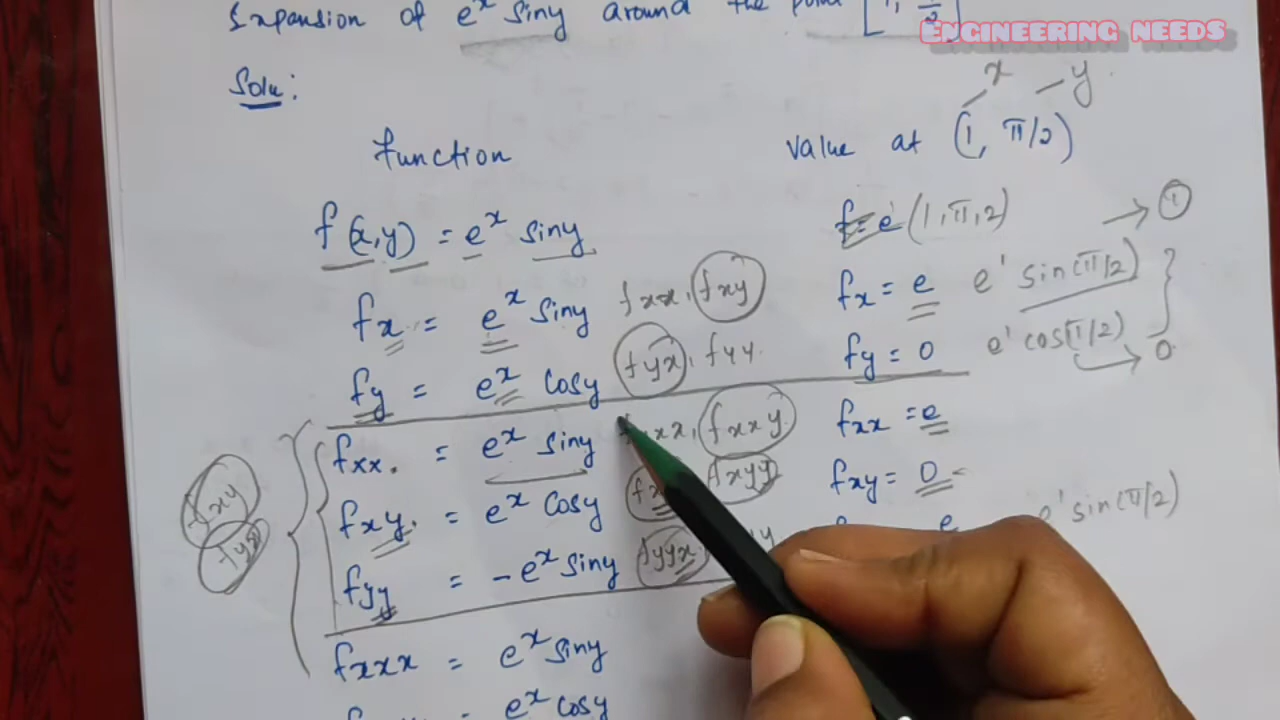 Expansion of e^x siny around the point [1, π/2]
ENGINEERING NEEDS
Solu:
x y
function value at (1, π/2)
f(x,y) = e^x siny f = e (1,π,2) → 1
fx = e^x siny fxx, fxy fx = e e' sin(π/2)
fy = e^x cosy fyx, fyy. fy = 0 e' cos(π/2) → 0
fxx. = e^x siny fxxy. fxx = e
fxy fxy. = e^x cosy fxyy fxy = 0
fyx fyy = -e^x siny fyyx e e' sin(π/2)
fxxx = e^x siny
= e^x cosy